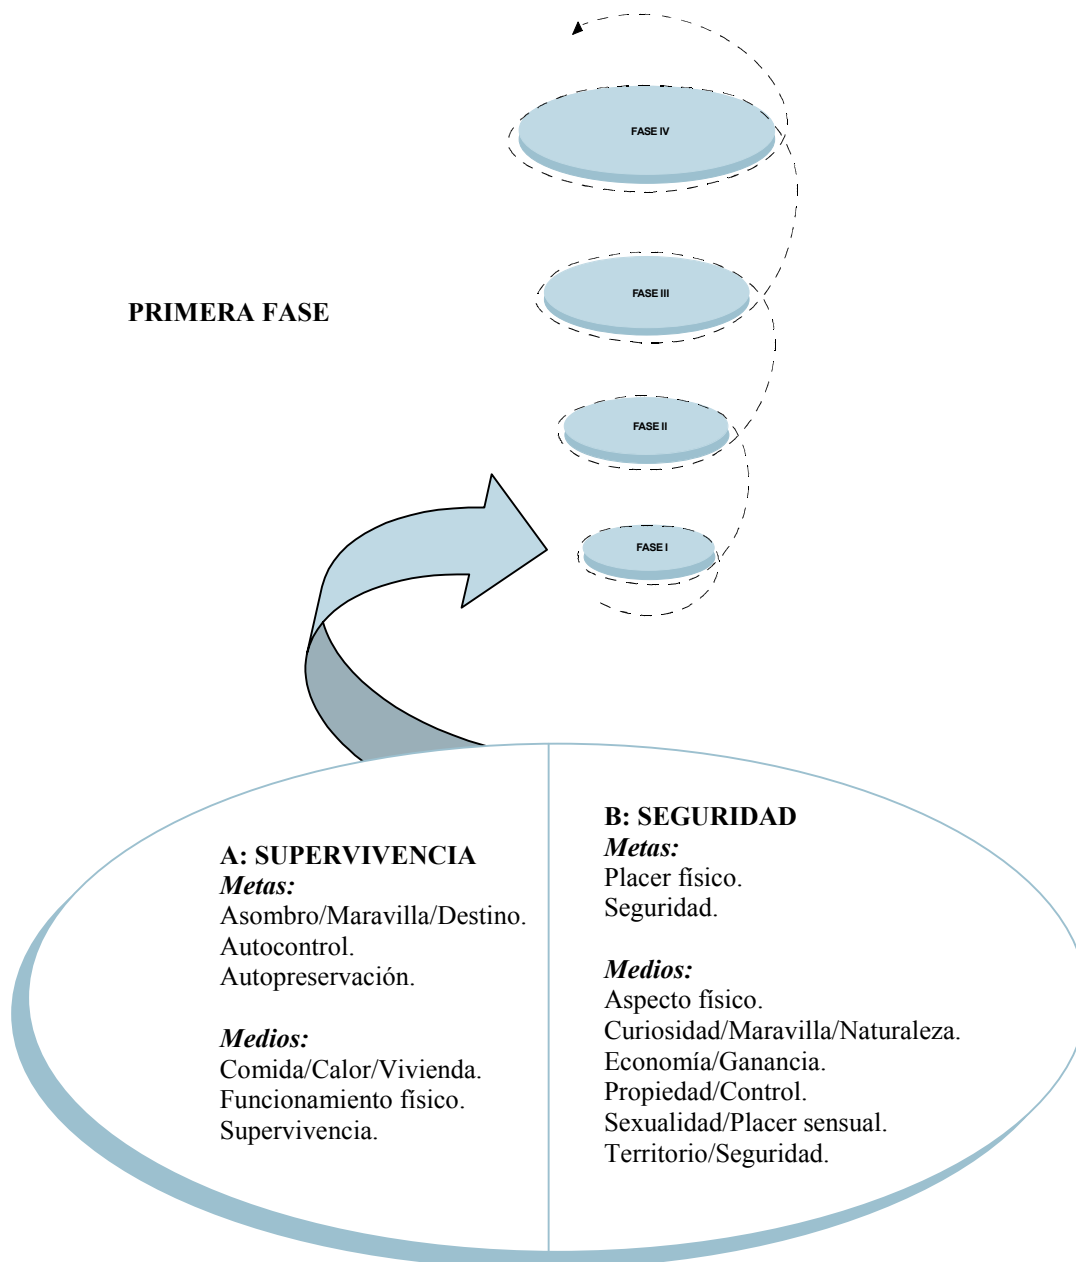 FASE IV
FASE III
PRIMERA FASE
FASE II
FASE I
A: SUPERVIVENCIA
Metas:
Asombro/Maravilla/Destino.
Autocontrol.
Autopreservación.
Medios:
Comida/Calor/Vivienda.
Funcionamiento físico.
Supervivencia.
B: SEGURIDAD
Metas:
Placer físico.
Seguridad.
Medios:
Aspecto físico.
Curiosidad/Maravilla/Naturaleza.
Economía/Ganancia.
Propiedad/Control.
Sexualidad/Placer sensual.
Territorio/Seguridad.